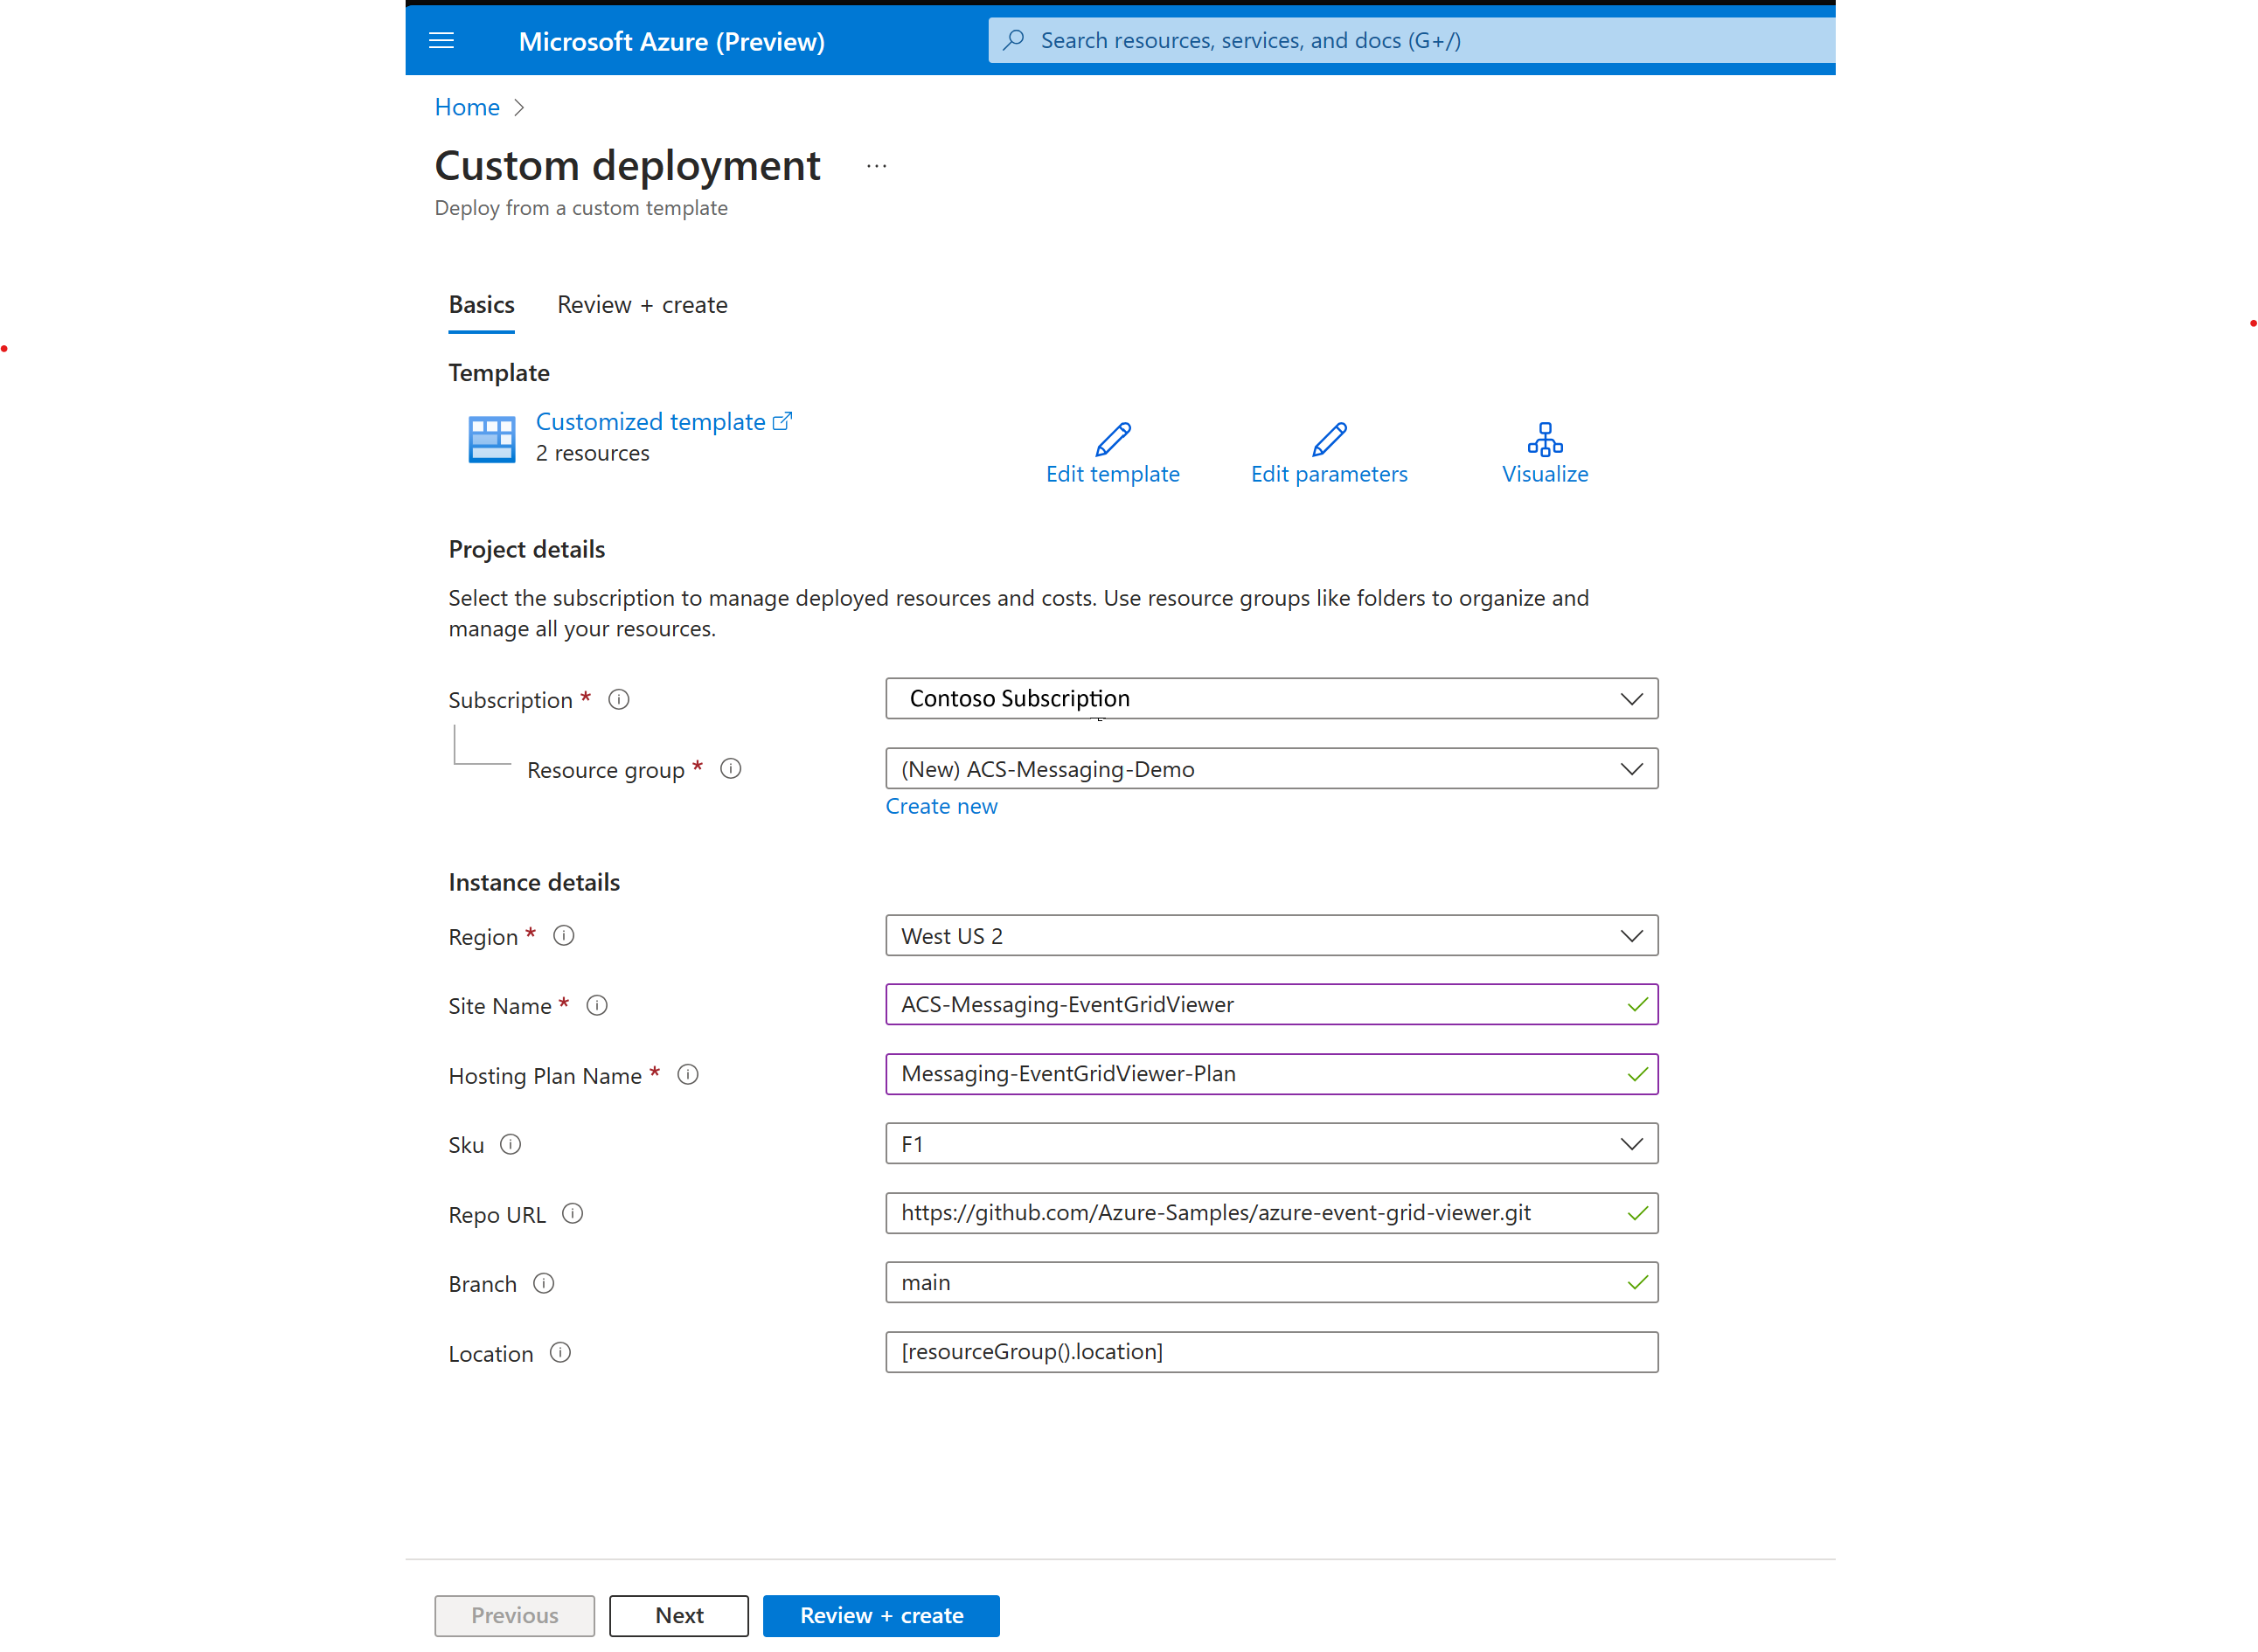 Microsoft Azure (Preview)
Search resources, services, and docs (G+/)
Home
Custom deployment
...
Deploy from a custom template
Basics
Review + create
Template
Customized template
2 resources
Edit template
Edit parameters
Visualize
Project details
Select the subscription to manage deployed resources and costs. Use resource groups like folders to organize and
manage all your resources.
Subscription *
Contoso Subscription
Resource group *
(New) ACS-Messaging-Demo
Create new
Instance details
Region *
West US 2
Site Name *
ACS-Messaging-EventGridViewer
Hosting Plan Name *
Messaging-EventGridViewer-Plan
Sku
F1
Repo URL
https://github.com/Azure-Samples/azure-event-grid-viewer.git
Branch
main
Location
[resourceGroup().location]
Previous
Next
Review + create